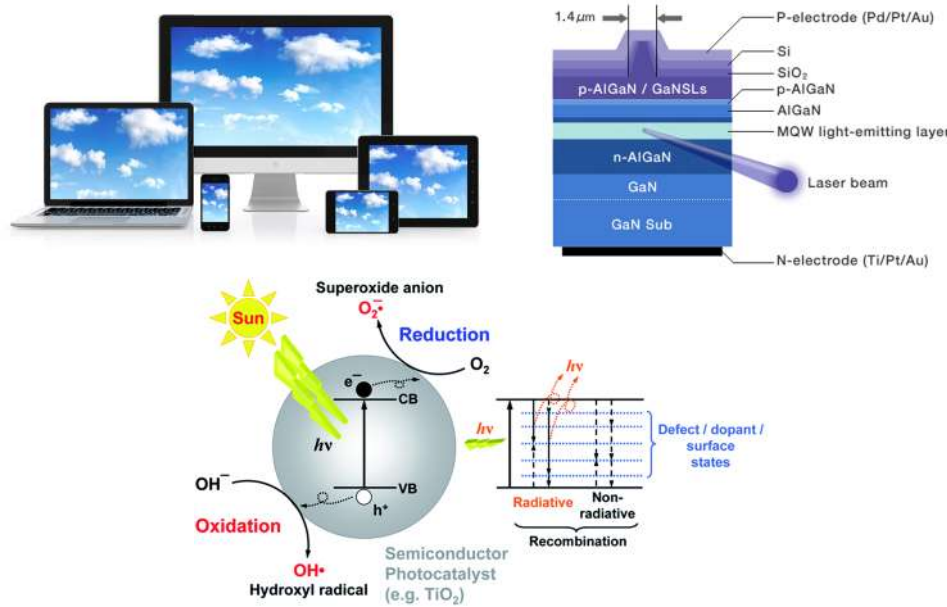 1.4μm
P-electrode (Pd/Pt/Au)
Si
SiO₂
p-AlGaN / GaNSLs
p-AlGaN
AlGaN
MQW light-emitting layer
n-AlGaN
Laser beam
GaN
GaN Sub
N-electrode (Ti/Pt/Au)
Superoxide anion
O₂⁻•
Sun
Reduction
O₂
e⁻
CB
hν
hν
hν
Defect / dopant /
surface
states
OH⁻
VB
h⁺
Radiative
Non-
radiative
Oxidation
Recombination
OH•
Hydroxyl radical
Semiconductor
Photocatalyst
(e.g. TiO₂)